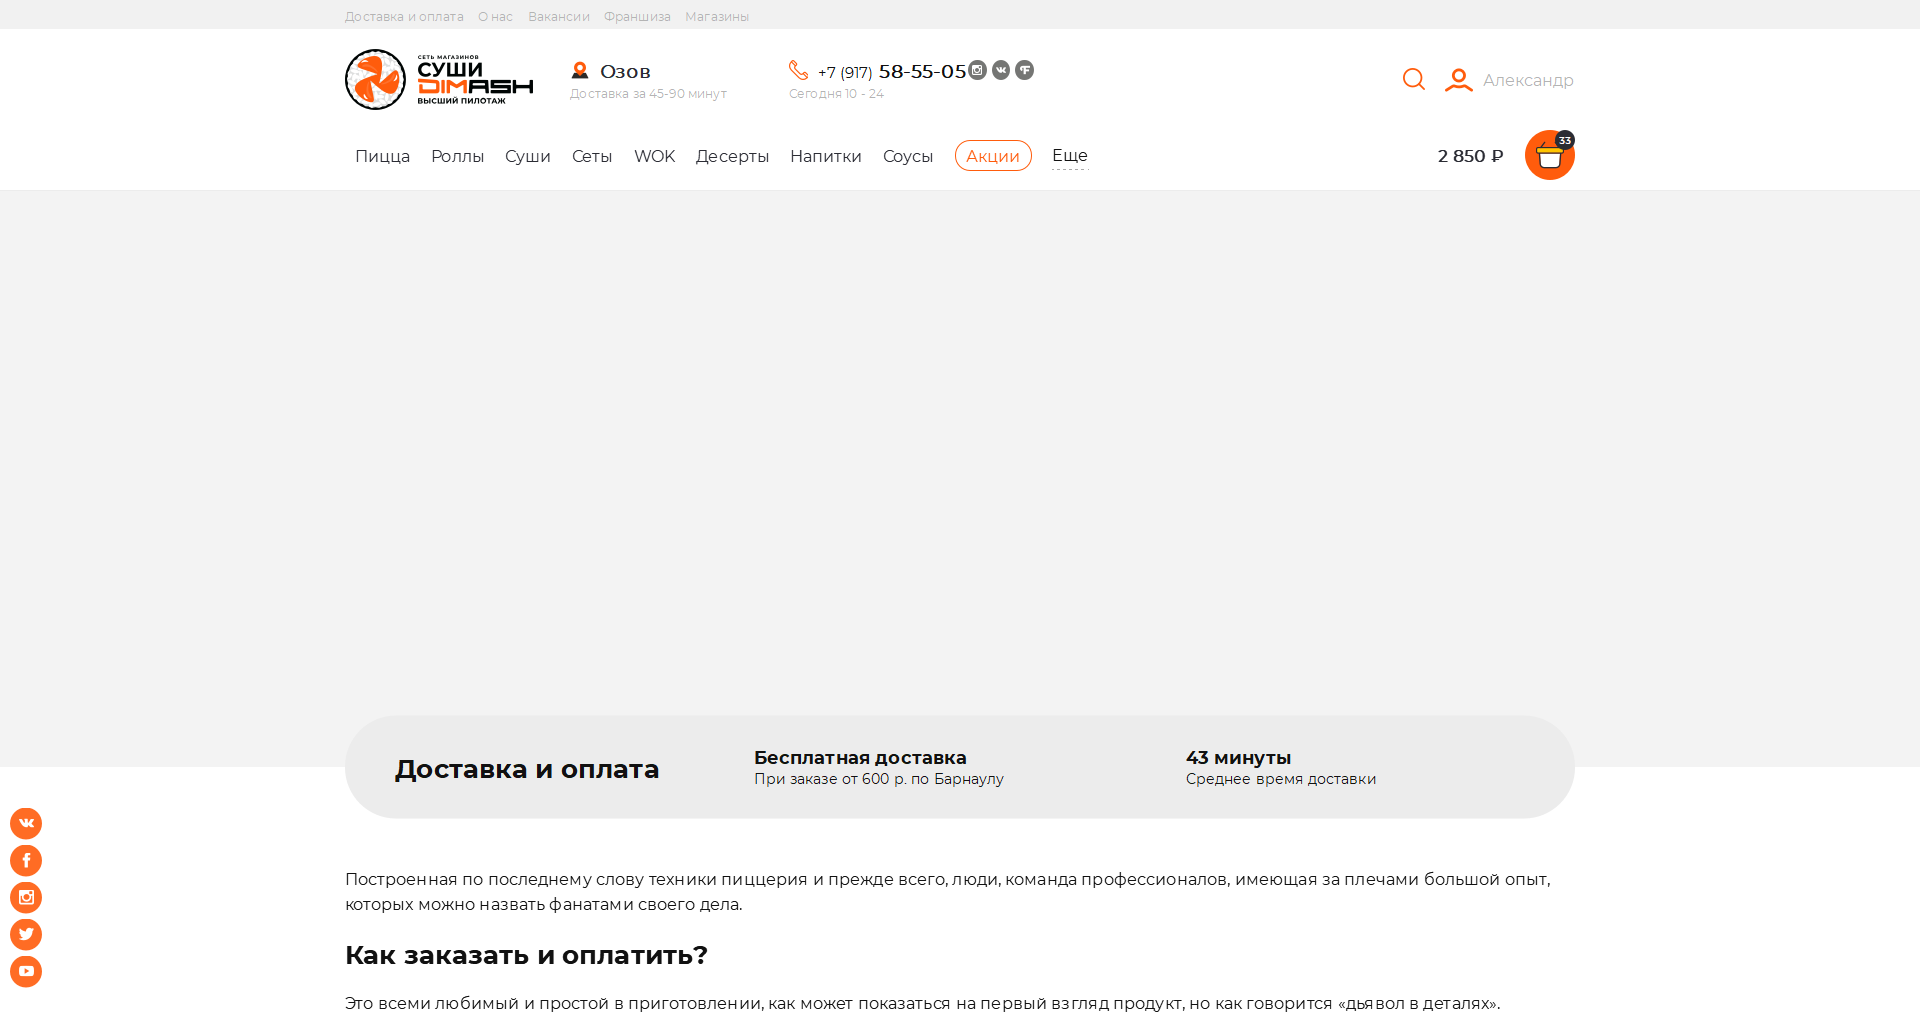 Доставка и оплата О нас Вакансии Франшиза Магазины
СЕТЬ МАГАЗИНОВ
СУШИ
DIMASH
ВЫСШИЙ ПИЛОТАЖ
Озов
Доставка за 45-90 минут
+7 (917) 58-55-05
Сегодня 10 - 24
Александр
Пицца Роллы Суши Сеты WOK Десерты Напитки Соусы Акции Еще
2 850 ₽
33
Доставка и оплата
Бесплатная доставка
При заказе от 600 р. по Барнаулу
43 минуты
Среднее время доставки
Построенная по последнему слову техники пиццерия и прежде всего, люди, команда профессионалов, имеющая за плечами большой опыт,
которых можно назвать фанатами своего дела.
Как заказать и оплатить?
Это всеми любимый и простой в приготовлении, как может показаться на первый взгляд продукт, но как говорится «дьявол в деталях».